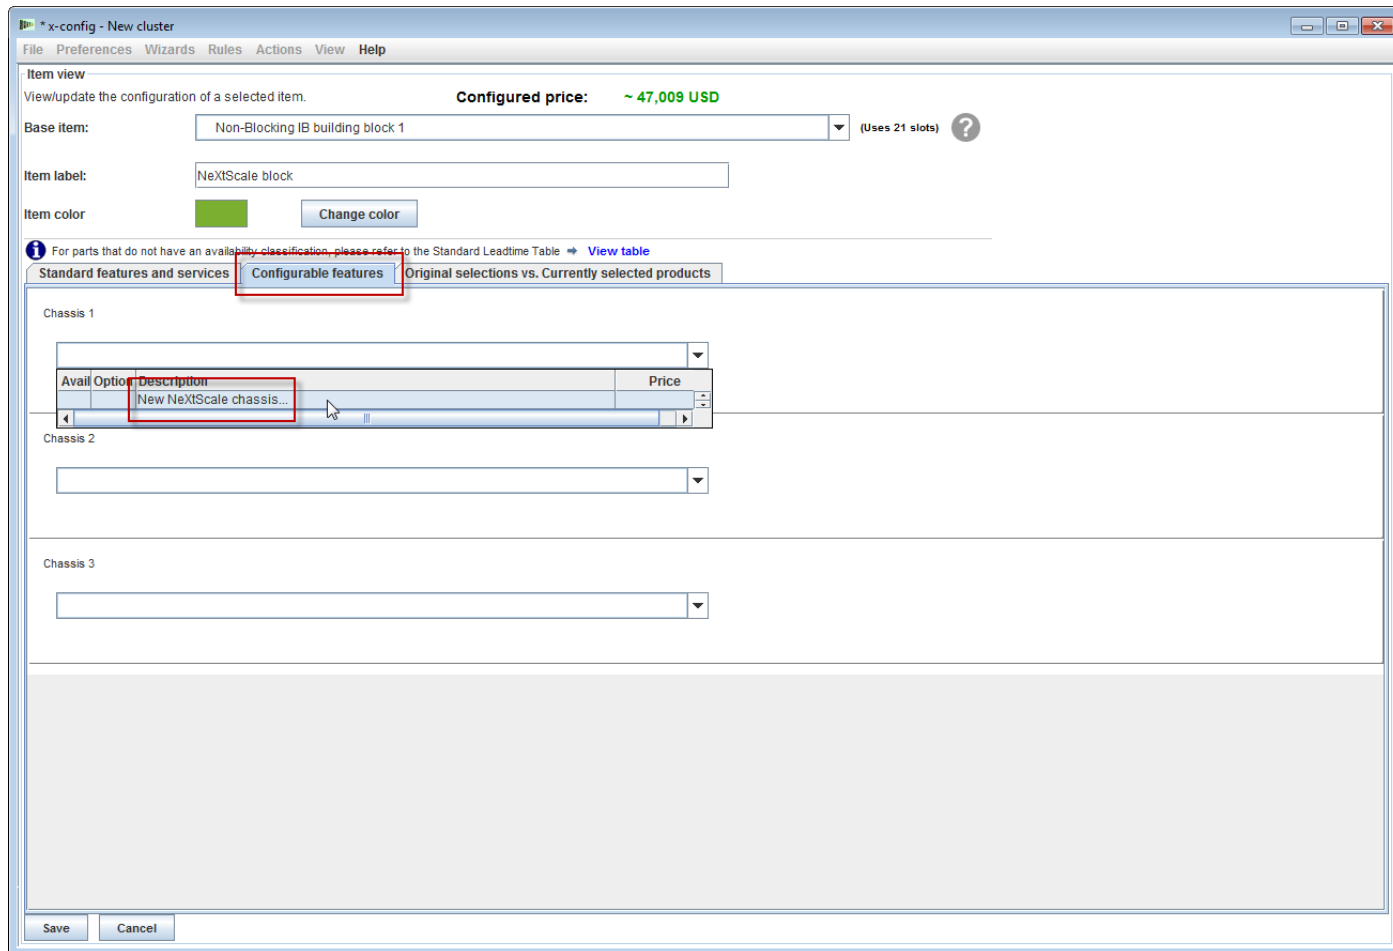 * x-config - New cluster
File Preferences Wizards Rules Actions View Help
Item view
View/update the configuration of a selected item. Configured price: ~ 47,009 USD
Base item: Non-Blocking IB building block 1 (Uses 21 slots) ?
Item label: NeXtScale block
Item color Change color
For parts that do not have an availability classification, please refer to the Standard Leadtime Table View table
Standard features and services Configurable features Original selections vs. Currently selected products
Chassis 1
Avail Option Description Price
New NeXtScale chassis...
Chassis 2
Chassis 3
Save Cancel